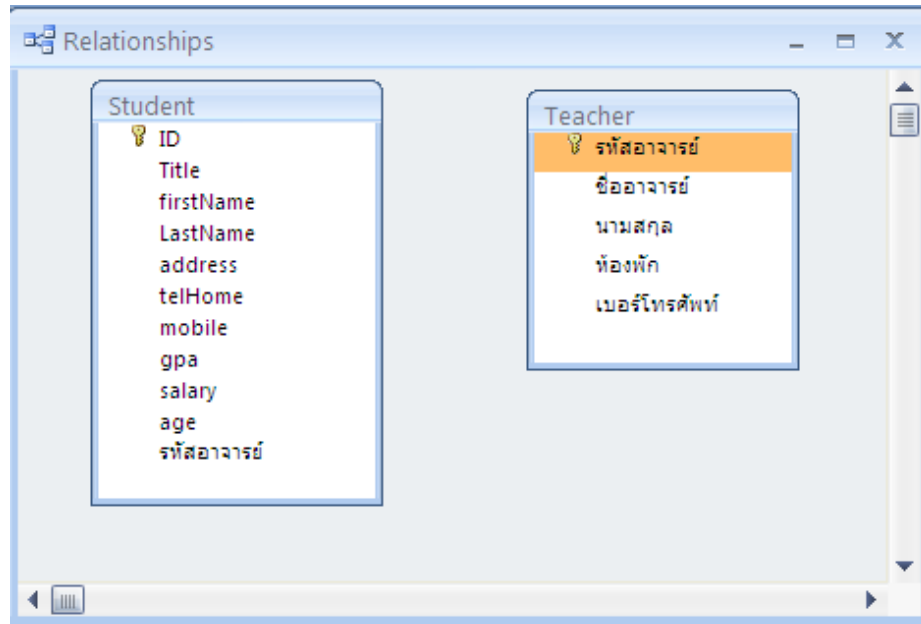 Relationships
Student
ID
Title
firstName
LastName
address
telHome
mobile
gpa
salary
age
รหัสอาจารย์
Teacher
รหัสอาจารย์
ชื่ออาจารย์
นามสกุล
ห้องพัก
เบอร์โทรศัพท์